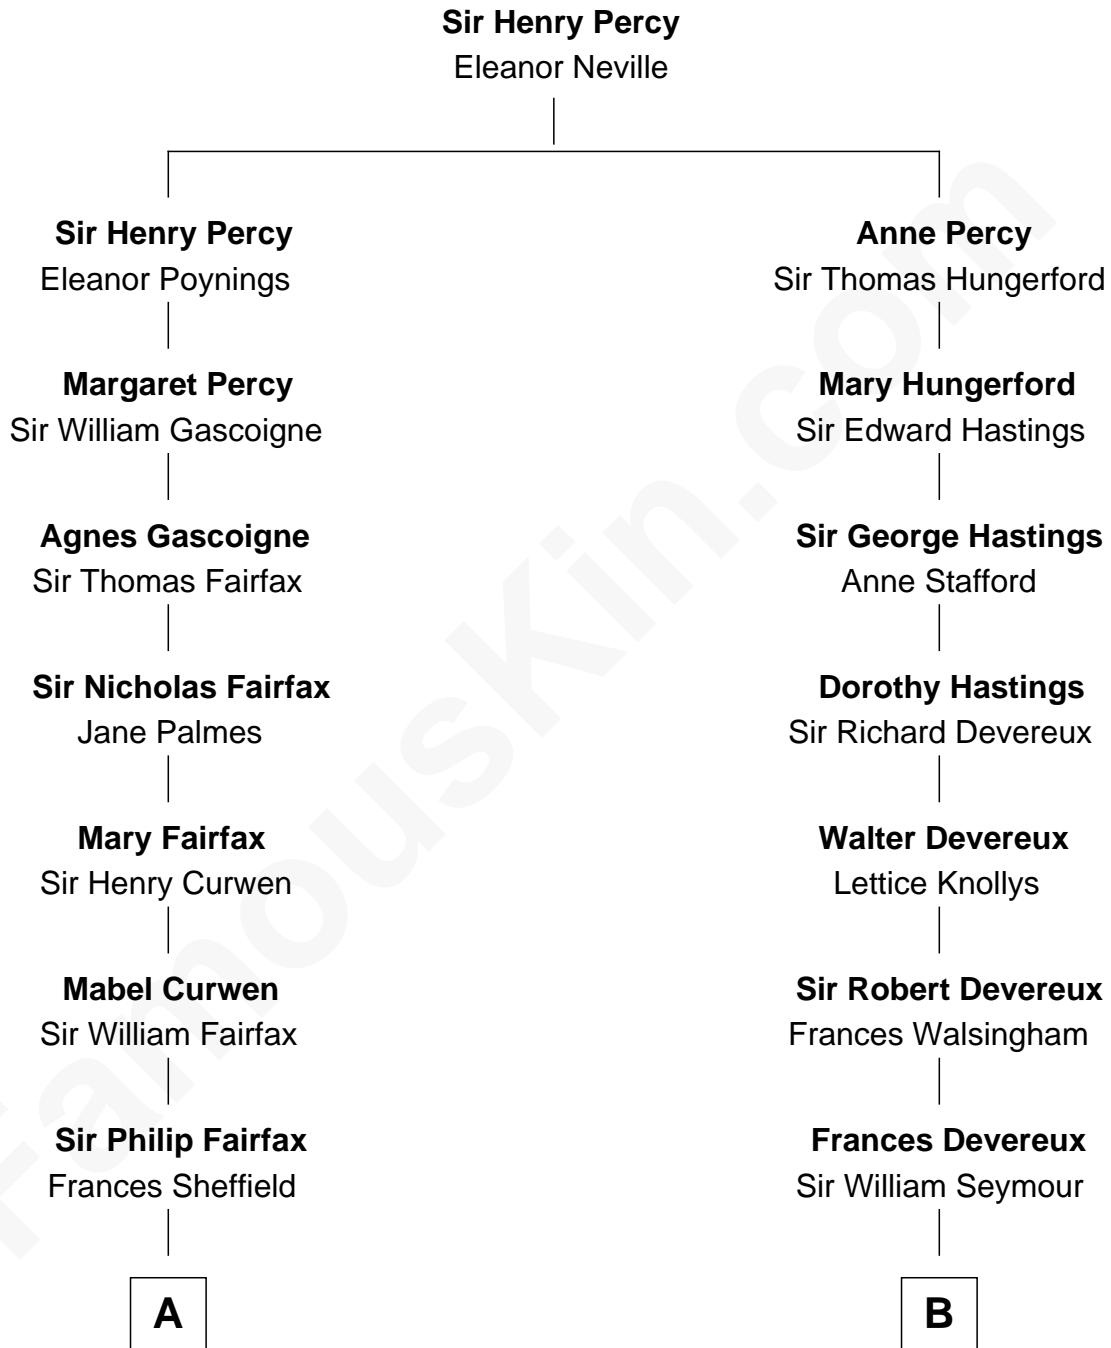 Sir Henry Percy
Eleanor Neville
Sir Henry Percy
Eleanor Poynings
Anne Percy
Sir Thomas Hungerford
Margaret Percy
Sir William Gascoigne
Mary Hungerford
Sir Edward Hastings
Agnes Gascoigne
Sir Thomas Fairfax
Sir George Hastings
Anne Stafford
Sir Nicholas Fairfax
Jane Palmes
Dorothy Hastings
Sir Richard Devereux
Mary Fairfax
Sir Henry Curwen
Walter Devereux
Lettice Knollys
Mabel Curwen
Sir William Fairfax
Sir Robert Devereux
Frances Walsingham
Sir Philip Fairfax
Frances Sheffield
Frances Devereux
Sir William Seymour
A
B
FamousKin.com